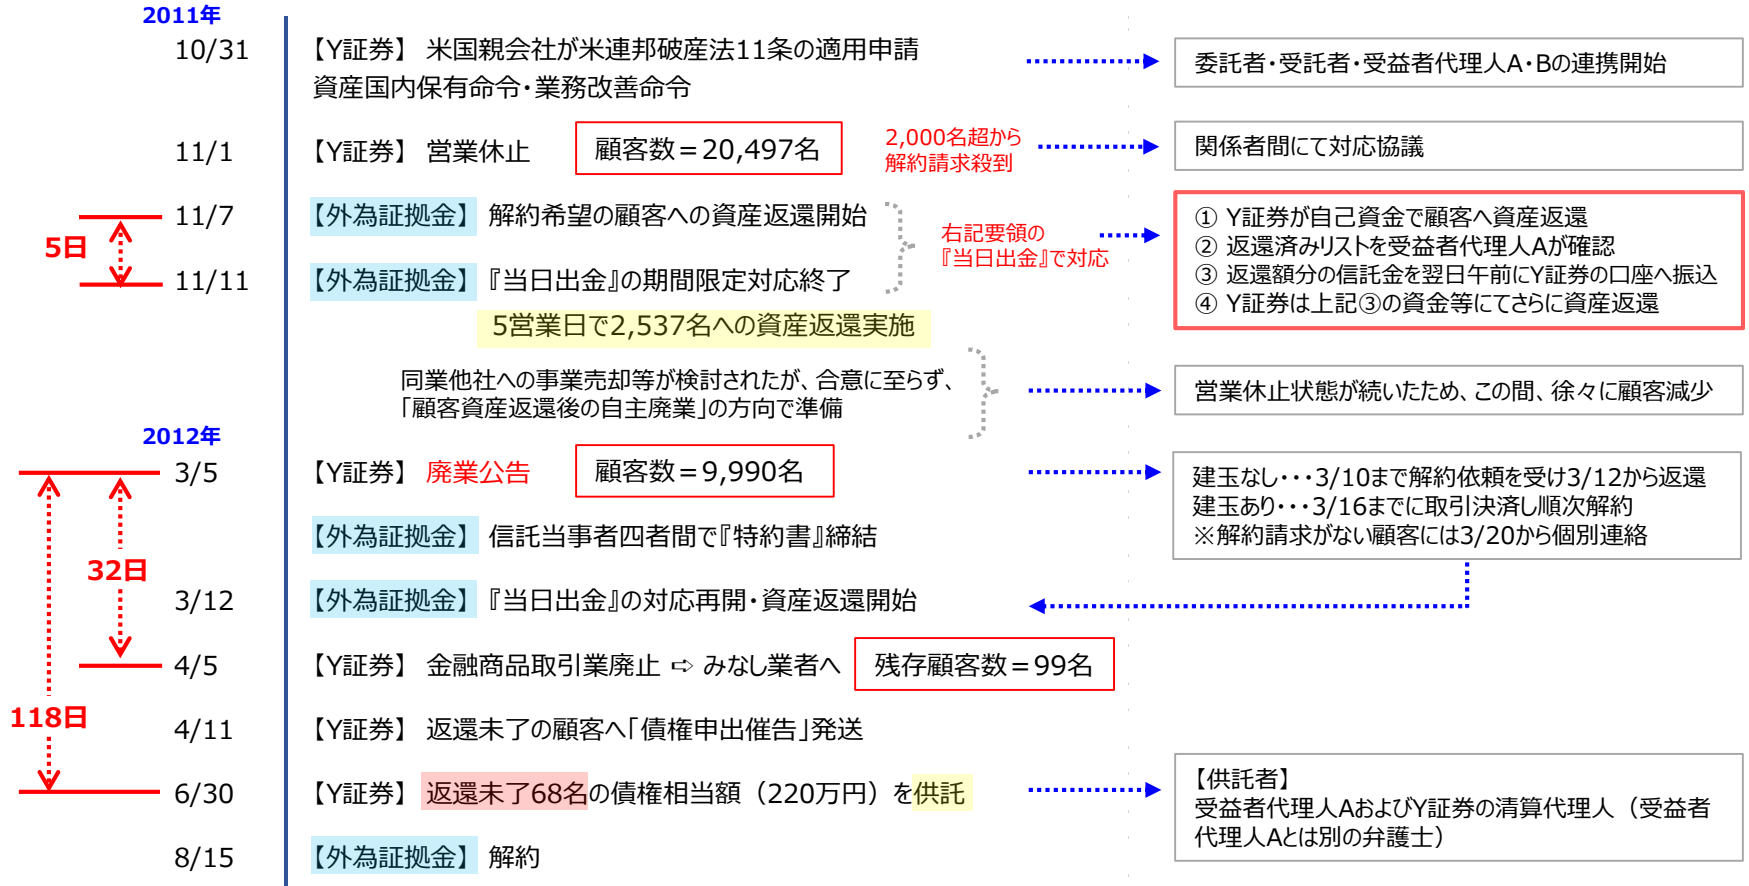 2011年
10/31
【Y証券】 米国親会社が米連邦破産法11条の適用申請
資産国内保有命令・業務改善命令
委託者・受託者・受益者代理人A・Bの連携開始
11/1
【Y証券】 営業休止
顧客数＝20,497名
2,000名超から
解約請求殺到
関係者間にて対応協議
5日
11/7
【外為証拠金】 解約希望の顧客への資産返還開始
11/11
【外為証拠金】 『当日出金』の期間限定対応終了
右記要領の
『当日出金』で対応
① Y証券が自己資金で顧客へ資産返還
② 返還済みリストを受益者代理人Aが確認
③ 返還額分の信託金を翌日午前にY証券の口座へ振込
④ Y証券は上記③の資金等にてさらに資産返還
5営業日で2,537名への資産返還実施
同業他社への事業売却等が検討されたが、合意に至らず、
「顧客資産返還後の自主廃業」の方向で準備
営業休止状態が続いたため、この間、徐々に顧客減少
2012年
3/5
【Y証券】 廃業公告
顧客数＝9,990名
建玉なし・・・3/10まで解約依頼を受け3/12から返還
建玉あり・・・3/16までに取引決済し順次解約
※解約請求がない顧客には3/20から個別連絡
【外為証拠金】 信託当事者四者間で『特約書』締結
32日
3/12
【外為証拠金】 『当日出金』の対応再開・資産返還開始
4/5
【Y証券】 金融商品取引業廃止 ⇨ みなし業者へ
残存顧客数＝99名
118日
4/11
【Y証券】 返還未了の顧客へ「債権申出催告」発送
6/30
【Y証券】 返還未了68名の債権相当額（220万円）を供託
【供託者】
受益者代理人AおよびY証券の清算代理人（受益者
代理人Aとは別の弁護士）
8/15
【外為証拠金】 解約